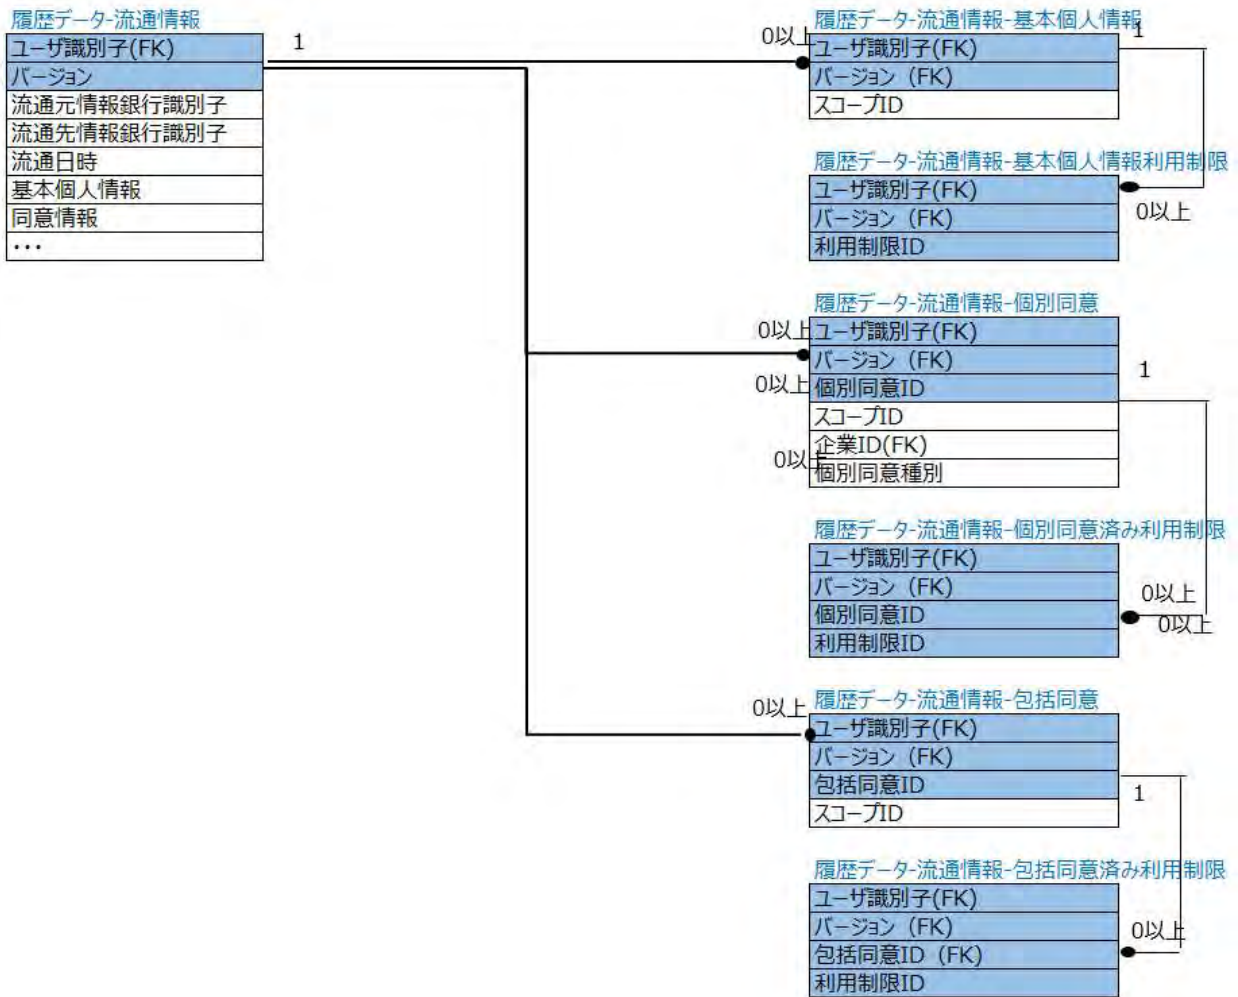 履歴データ-流通情報
ユーザ識別子(FK)
バージョン
流通元情報銀行識別子
流通先情報銀行識別子
流通日時
基本個人情報
同意情報
・・・
1
0以上
履歴データ-流通情報-基本個人情報
1
ユーザ識別子(FK)
バージョン（FK)
スコープID
履歴データ-流通情報-基本個人情報利用制限
ユーザ識別子(FK)
バージョン（FK)
利用制限ID
0以上
履歴データ-流通情報-個別同意
0以上
ユーザ識別子(FK)
バージョン（FK)
0以上
個別同意ID
1
スコープID
企業ID(FK)
0以上
個別同意種別
履歴データ-流通情報-個別同意済み利用制限
ユーザ識別子(FK)
バージョン（FK)
個別同意ID
利用制限ID
0以上
0以上
履歴データ-流通情報-包括同意
0以上
ユーザ識別子(FK)
バージョン（FK)
包括同意ID
スコープID
1
履歴データ-流通情報-包括同意済み利用制限
ユーザ識別子(FK)
バージョン（FK)
包括同意ID（FK)
利用制限ID
0以上